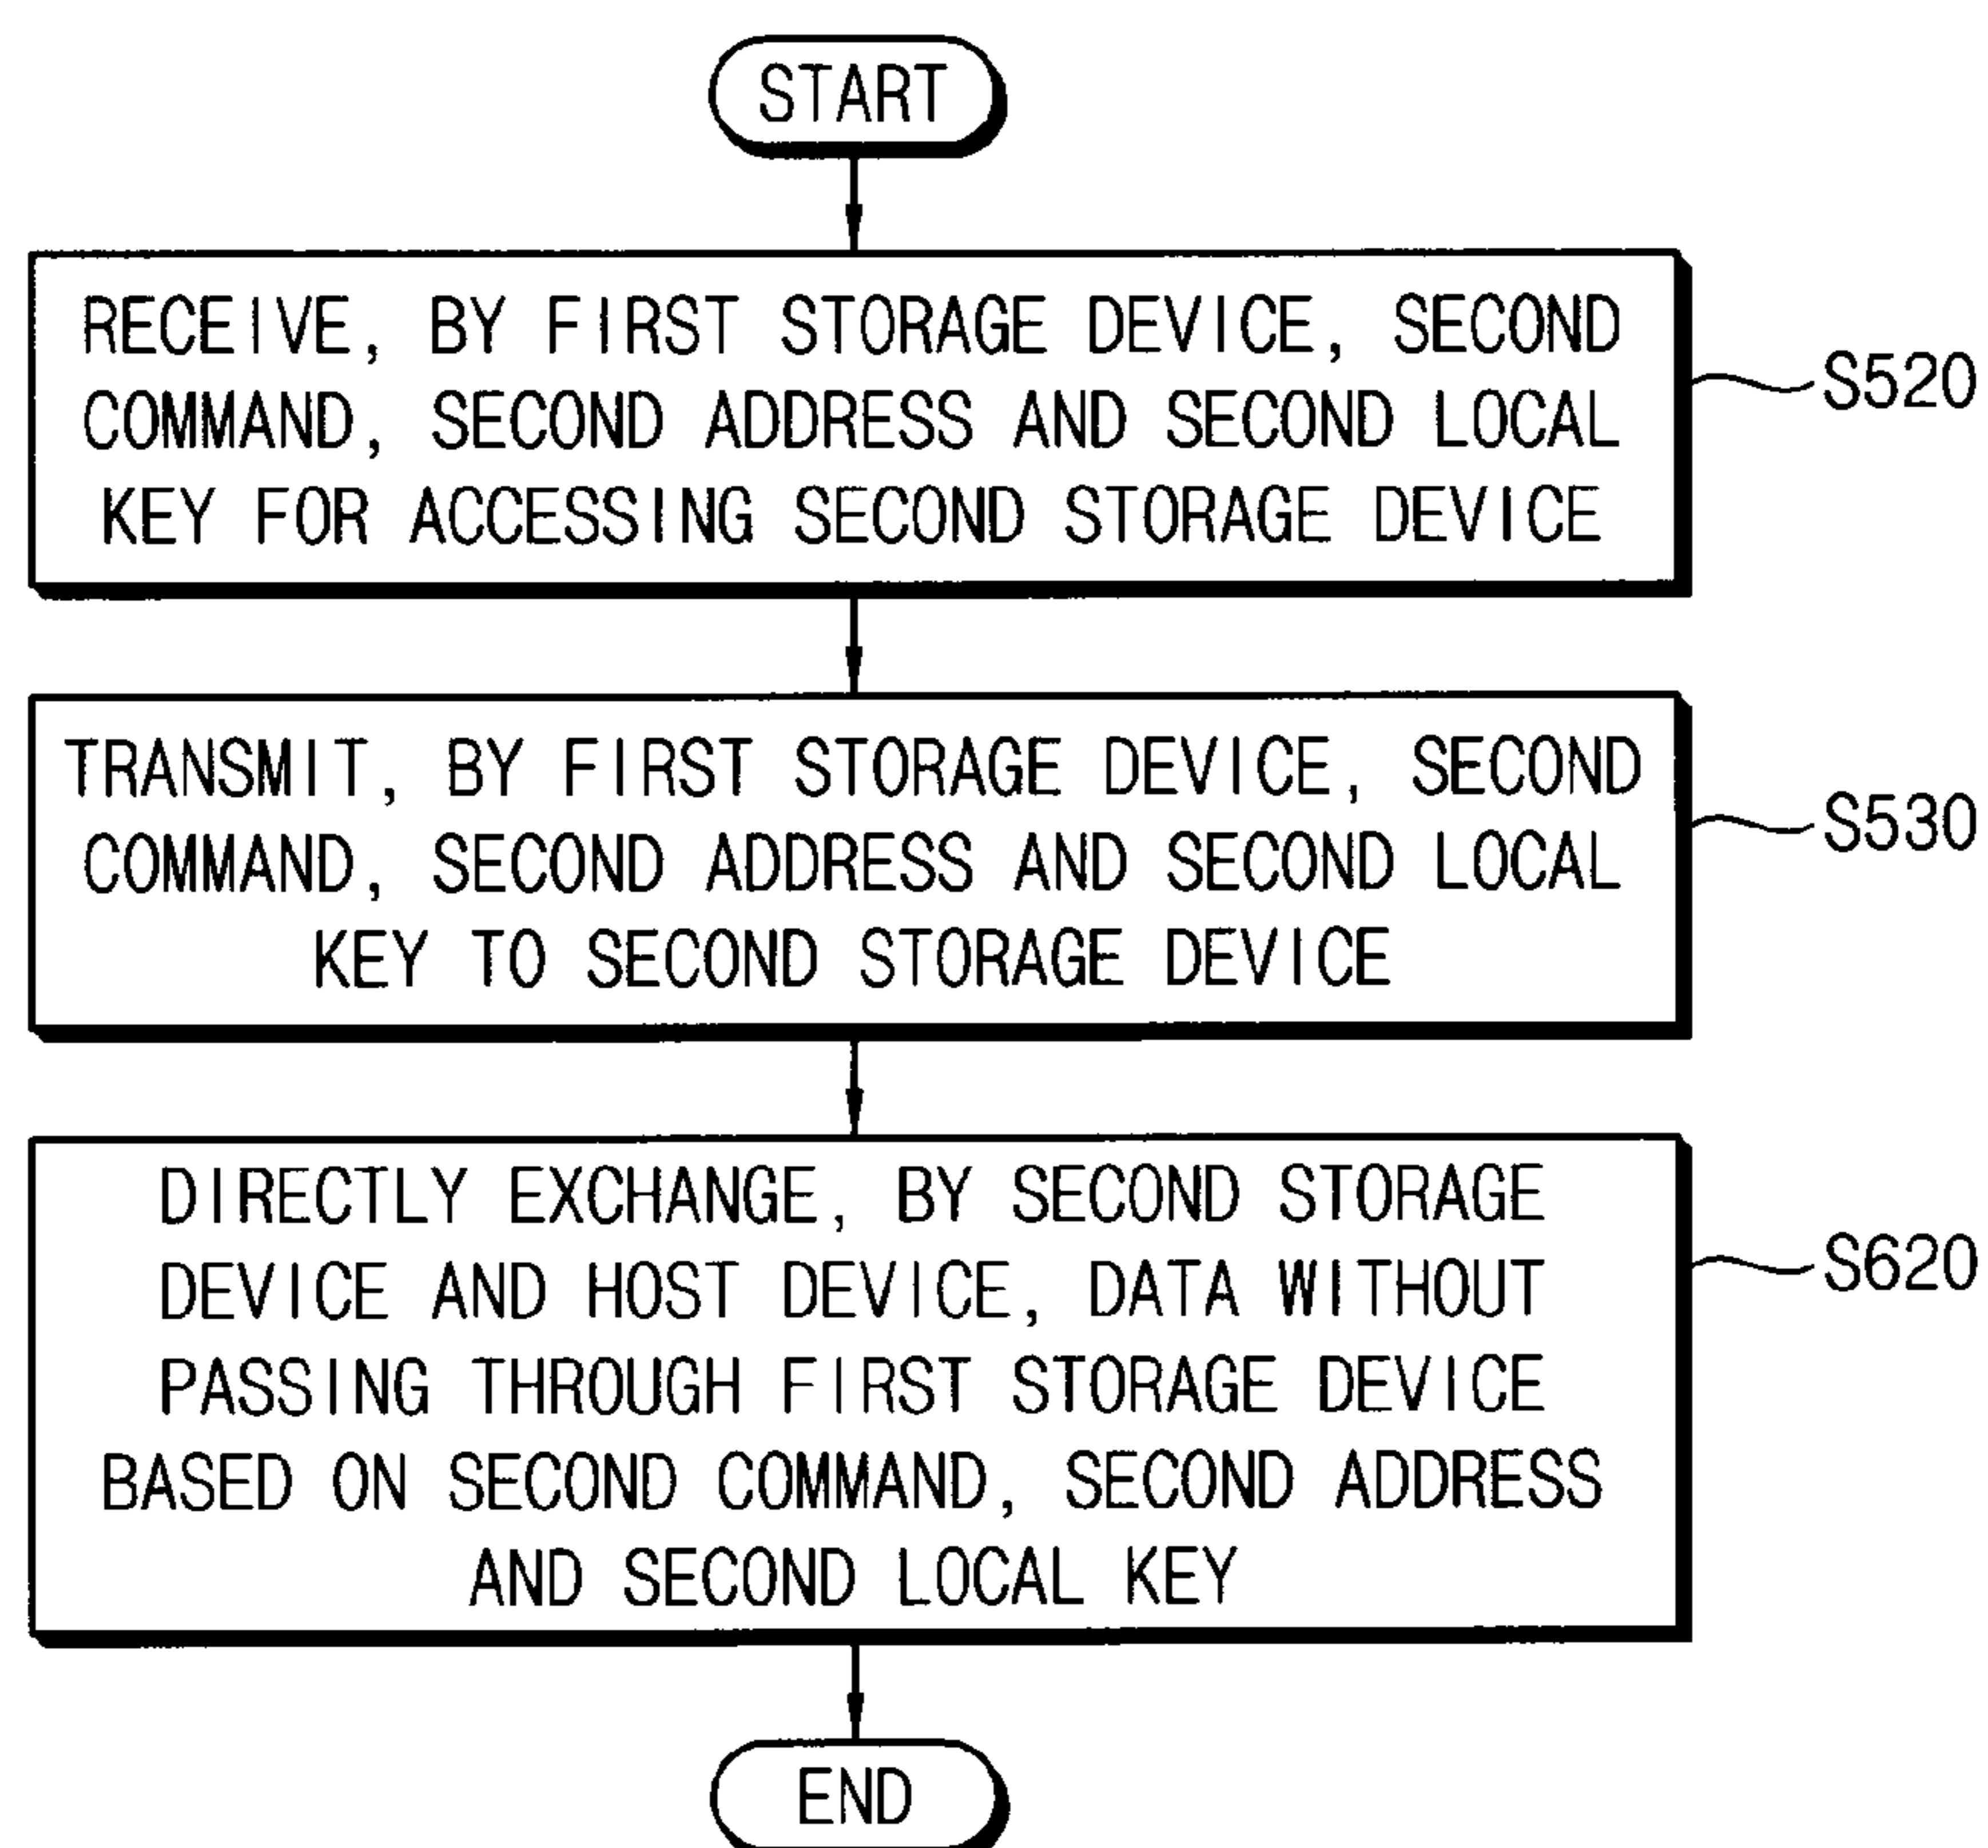 START
RECEIVE, BY FIRST STORAGE DEVICE, SECOND
COMMAND, SECOND ADDRESS AND SECOND LOCAL
KEY FOR ACCESSING SECOND STORAGE DEVICE
S520
TRANSMIT, BY FIRST STORAGE DEVICE, SECOND
COMMAND, SECOND ADDRESS AND SECOND LOCAL
KEY TO SECOND STORAGE DEVICE
S530
DIRECTLY EXCHANGE, BY SECOND STORAGE
DEVICE AND HOST DEVICE, DATA WITHOUT
PASSING THROUGH FIRST STORAGE DEVICE
BASED ON SECOND COMMAND, SECOND ADDRESS
AND SECOND LOCAL KEY
S620
END